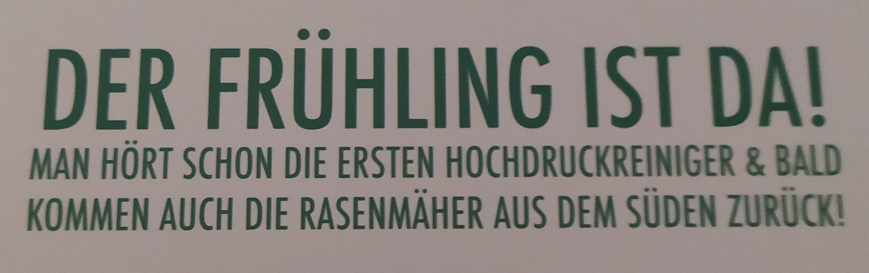 DER FRÜHLING IST DA!
MAN HÖRT SCHON DIE ERSTEN HOCHDRUCKREINIGER & BALD
KOMMEN AUCH DIE RASENMÄHER AUS DEM SÜDEN ZURÜCK!